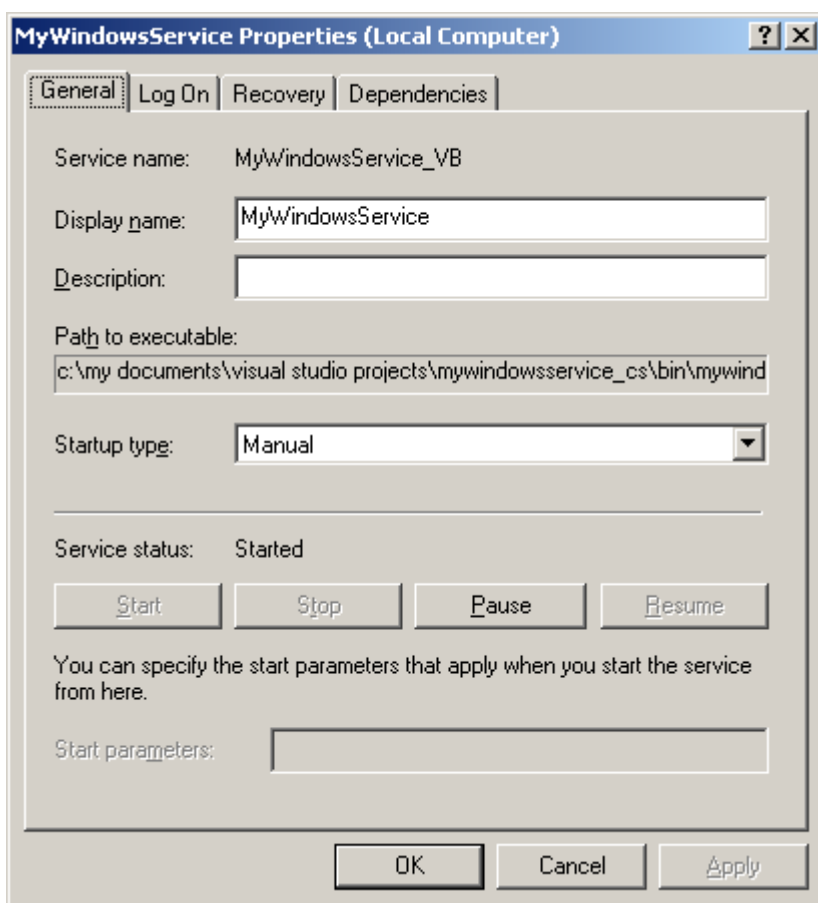 MyWindowsService Properties (Local Computer)
General Log On Recovery Dependencies
Service name: MyWindowsService_VB
Display name: MyWindowsService
Description:
Path to executable:
c:\my documents\visual studio projects\mywindowsservice_cs\bin\mywind
Startup type: Manual
Service status: Started
Start Stop Pause Resume
You can specify the start parameters that apply when you start the service
from here.
Start parameters:
OK Cancel Apply